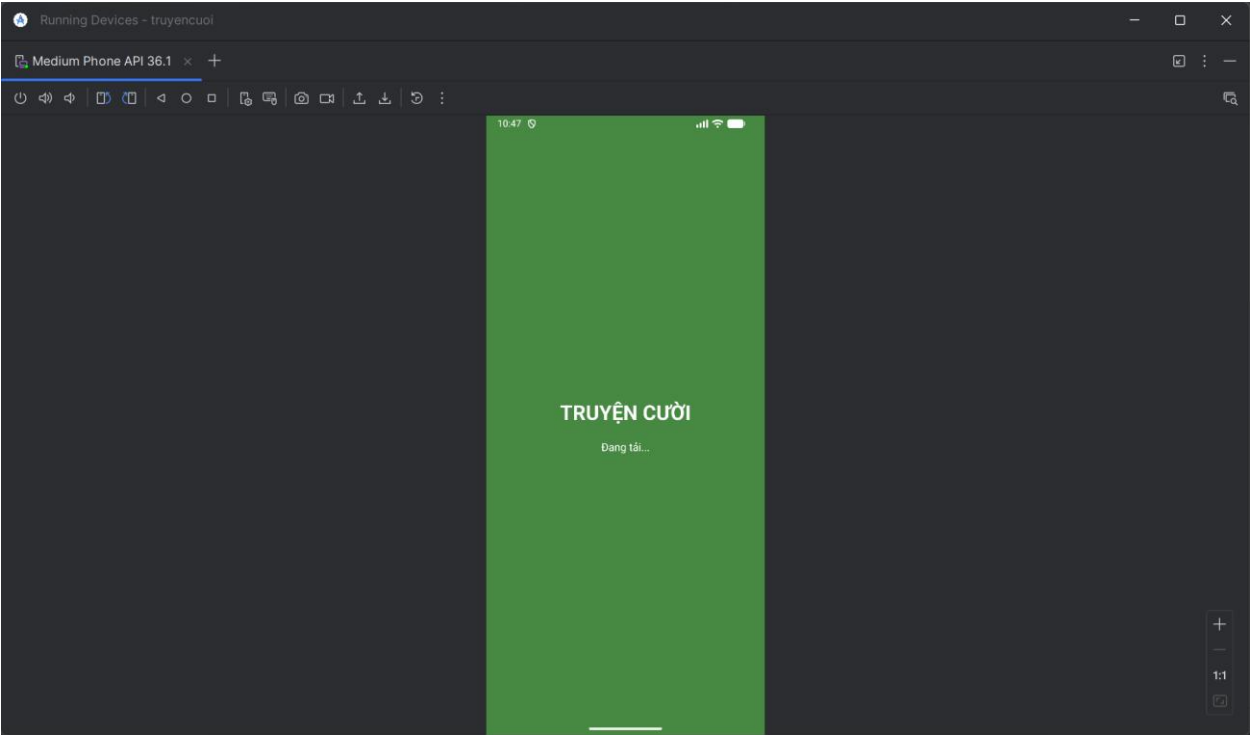 Running Devices - truyencuoi
Medium Phone API 36.1
10:47
TRUYỆN CƯỜI
Đang tải...
1:1